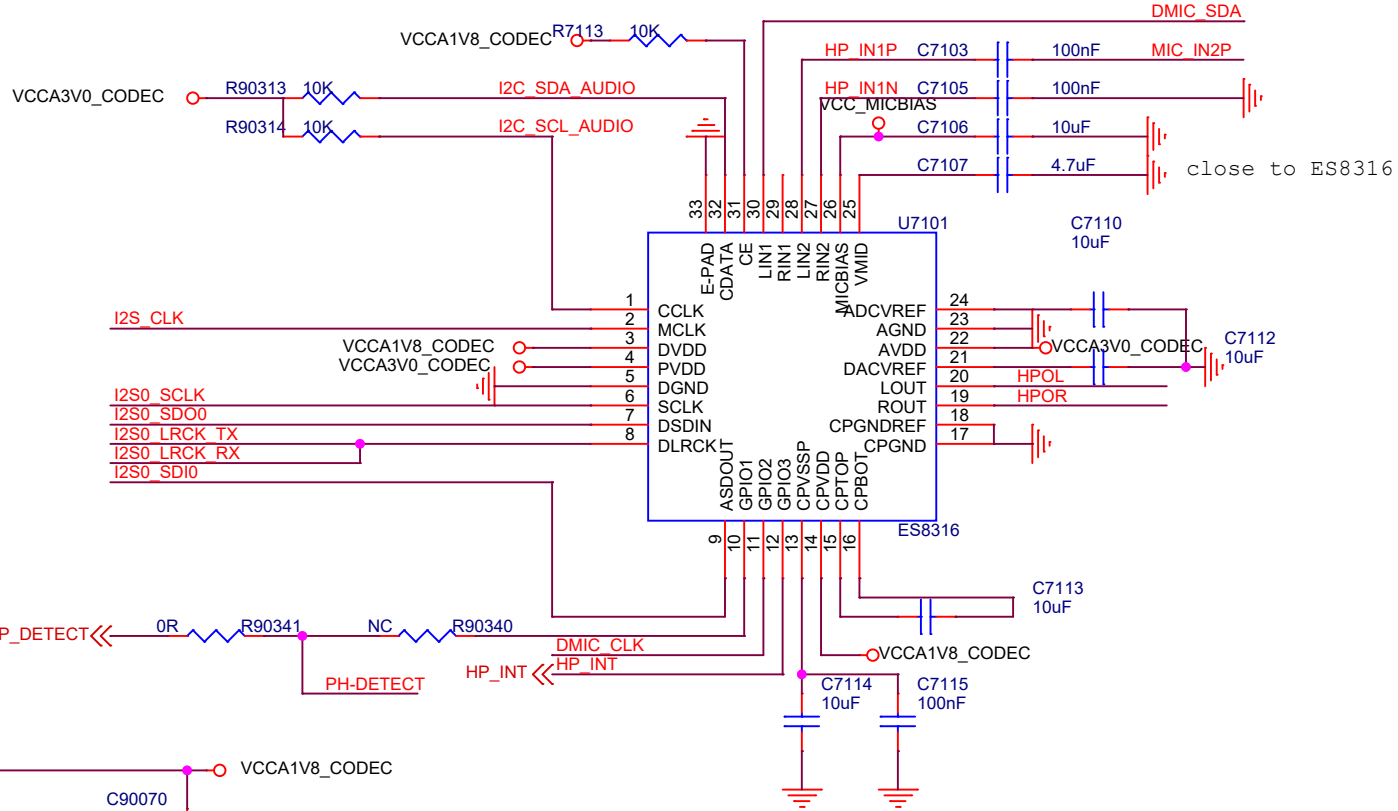 DMIC_SDA
VCCA1V8_CODEC R7113 10K
HP_IN1P C7103 100nF MIC_IN2P
VCCA3V0_CODEC R90313 10K I2C_SDA_AUDIO
HP_IN1N C7105 100nF
VCC_MICBIAS
R90314 10K I2C_SCL_AUDIO
C7106 10uF
C7107 4.7uF close to ES8316
33 32 31 30 29 28 27 26 25
U7101
C7110
10uF
E-PAD CDATA CE LIN1 RIN1 LIN2 RIN2 MICBIAS VMID
1 CCLK ADCVREF 24
I2S_CLK 2 MCLK AGND 23
VCCA1V8_CODEC 3 DVDD AVDD 22 VCCA3V0_CODEC
C7112
10uF
VCCA3V0_CODEC 4 PVDD DACVREF 21
5 DGND LOUT 20 HPOL
I2S0_SCLK 6 SCLK ROUT 19 HPOR
I2S0_SDO0 7 DSDIN CPGNDREF 18
I2S0_LRCK_TX 8 DLRCK CPGND 17
I2S0_LRCK_RX
I2S0_SDI0
ASDOUT GPIO1 GPIO2 GPIO3 CPVSSP CPVDD CPTOP CPBOT
ES8316
9 10 11 12 13 14 15 16
C7113
10uF
P_DETECT 0R R90341 NC R90340
DMIC_CLK
VCCA1V8_CODEC
HP_INT HP_INT
PH-DETECT
C7114
10uF
C7115
100nF
VCCA1V8_CODEC
C90070